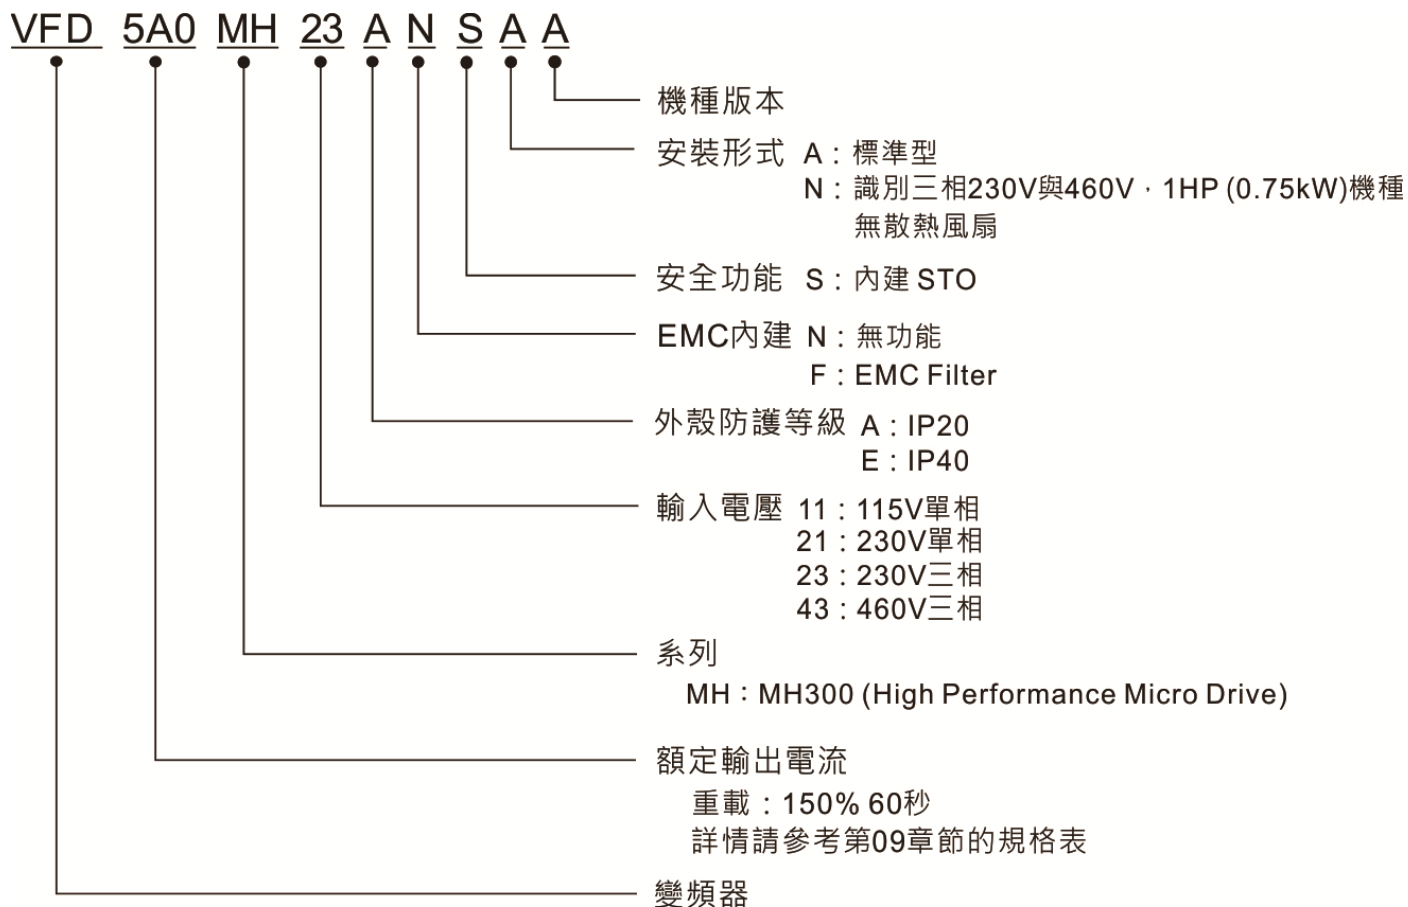 VFD 5A0 MH 23 A N S A A
機種版本
安裝形式 A：標準型
N：識別三相230V與460V，1HP (0.75kW)機種
無散熱風扇
安全功能 S：內建 STO
EMC內建 N：無功能
F：EMC Filter
外殼防護等級 A：IP20
E：IP40
輸入電壓 11：115V單相
21：230V單相
23：230V三相
43：460V三相
系列
MH：MH300 (High Performance Micro Drive)
額定輸出電流
重載：150% 60秒
詳情請參考第09章節的規格表
變頻器